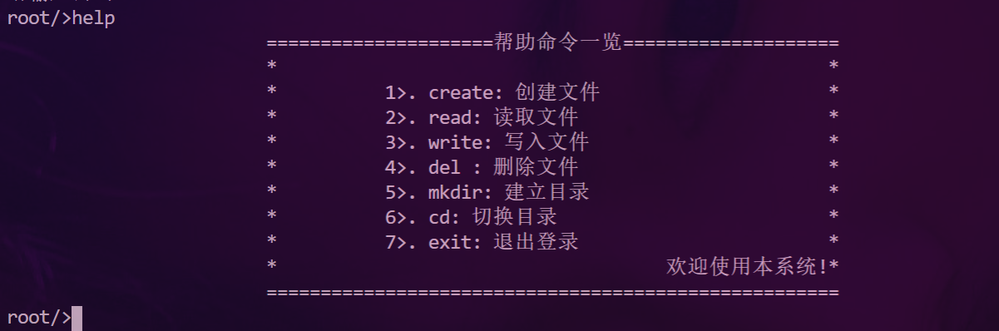 root/>help
=====================帮助命令一览====================
* *
* 1>. create: 创建文件 *
* 2>. read: 读取文件 *
* 3>. write: 写入文件 *
* 4>. del : 删除文件 *
* 5>. mkdir: 建立目录 *
* 6>. cd: 切换目录 *
* 7>. exit: 退出登录 *
* 欢迎使用本系统!*
=====================================================
root/>